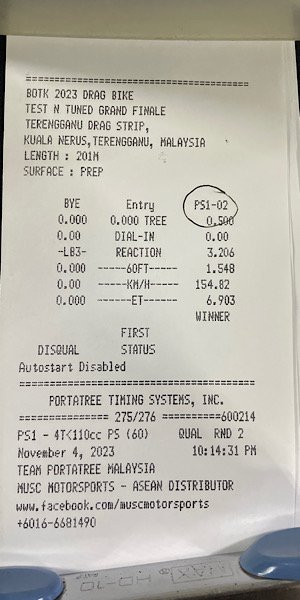 ==================================================
BOTK 2023 DRAG BIKE
TEST N TUNED GRAND FINALE
TERENGGANU DRAG STRIP,
KUALA NERUS,TERENGGANU, MALAYSIA
LENGTH : 201M
SURFACE : PREP
BYE Entry PS1-02
0.000 0.000 TREE 0.500
0.00 DIAL-IN 0.00
-LB3- REACTION 3.206
0.000 ------60FT----- 1.548
0.00 -----KM/H----- 154.82
0.000 ------ET----- 6.903
WINNER
FIRST
DISQUAL STATUS
Autostart Disabled
==================================================
PORTATREE TIMING SYSTEMS, INC.
=============== 275/276 ==========600214
PS1 - 4T<110cc PS (60) QUAL RND 2
November 4, 2023 10:14:31 PM
TEAM PORTATREE MALAYSIA
MUSC MOTORSPORTS - ASEAN DISTRIBUTOR
www.facebook.com/muscmotorsports
+6016-6681490